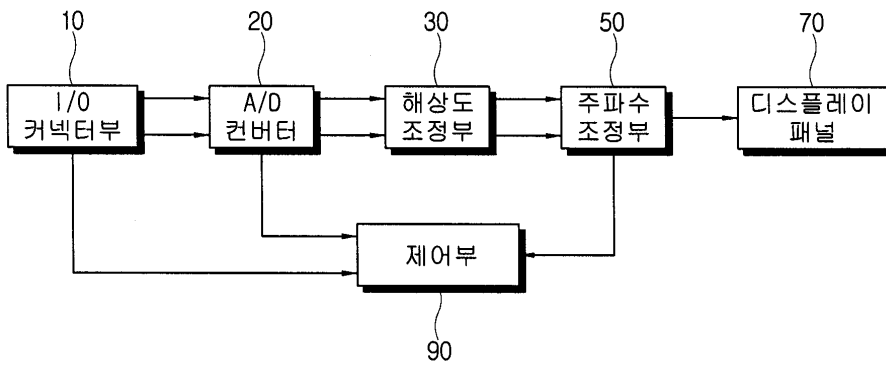 10
20
30
50
70
I/O
커넥터부
A/D
컨버터
해상도
조정부
주파수
조정부
디스플레이
패널
제어부
90